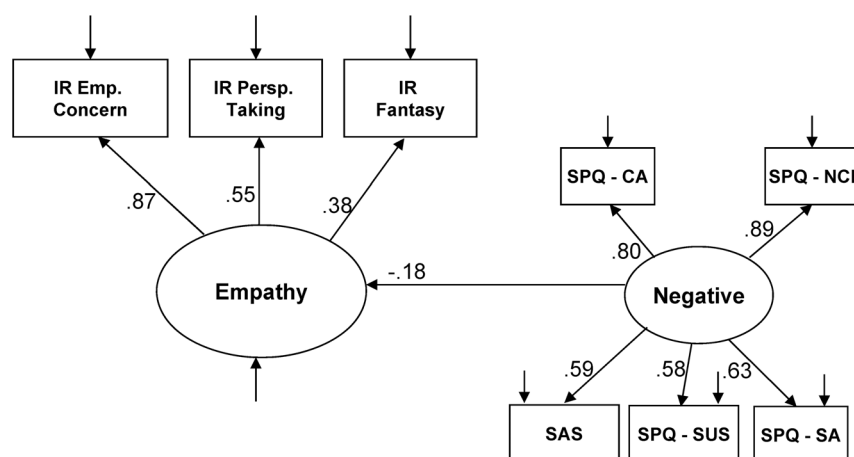 IR Emp.
Concern
IR Persp.
Taking
IR
Fantasy
SPQ - CA
SPQ - NCF
.87
.55
.38
.80
.89
-.18
Empathy
Negative
.59
.58
.63
SAS
SPQ - SUS
SPQ - SA